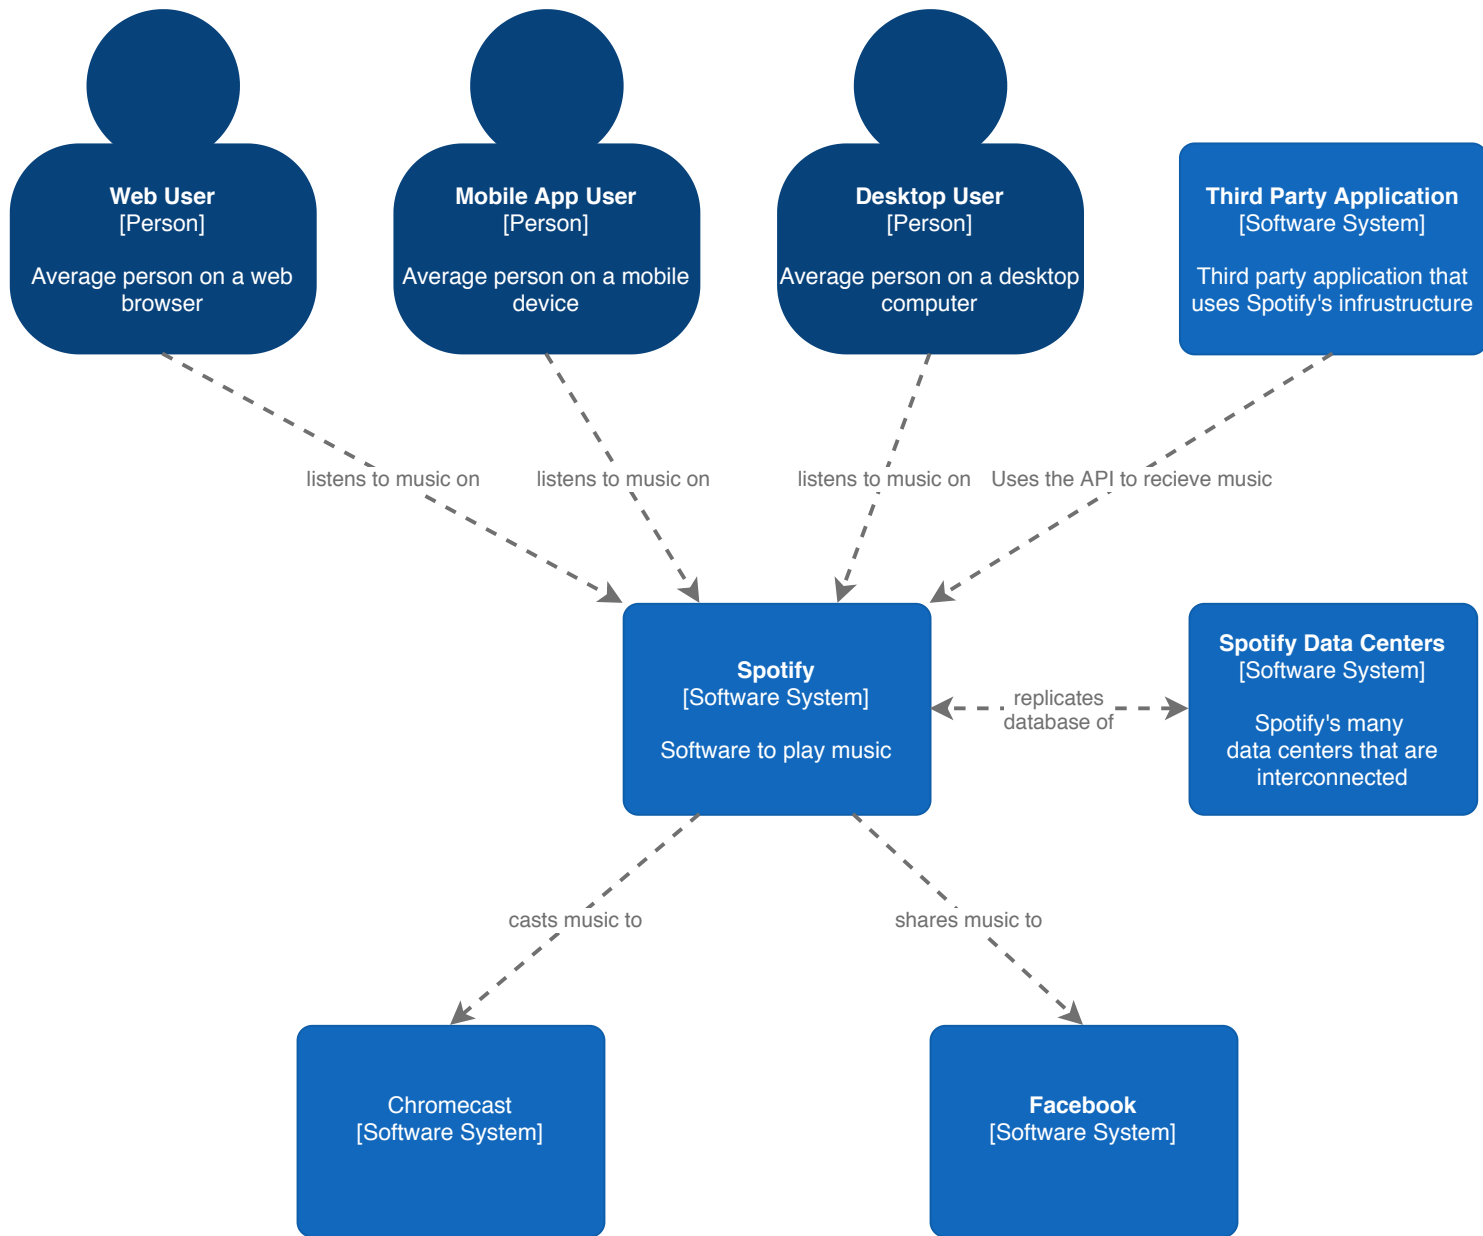 Web User
[Person]
Average person on a web
browser
Mobile App User
[Person]
Average person on a mobile
device
Desktop User
[Person]
Average person on a desktop
computer
Third Party Application
[Software System]
Third party application that
uses Spotify's infrustructure
listens to music on
listens to music on
listens to music on
Uses the API to recieve music
Spotify
[Software System]
Software to play music
replicates
database of
Spotify Data Centers
[Software System]
Spotify's many
data centers that are
interconnected
casts music to
shares music to
Chromecast
[Software System]
Facebook
[Software System]